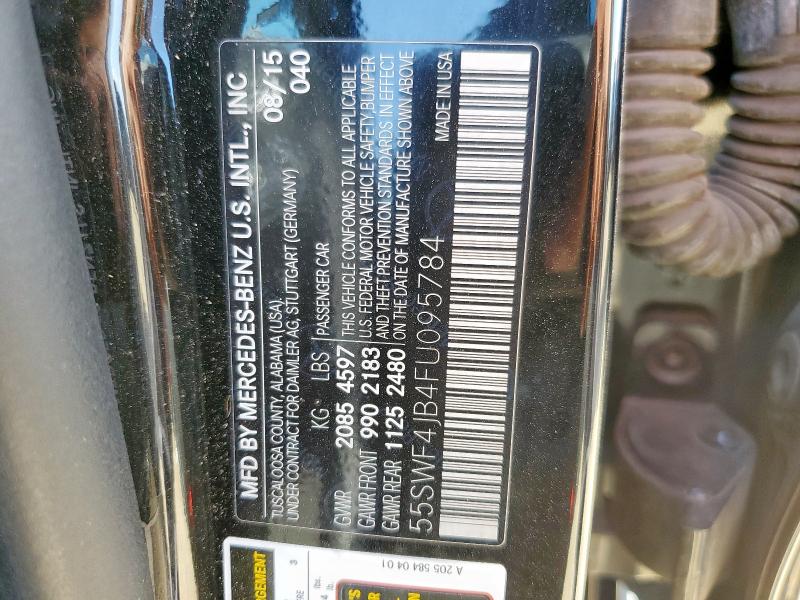 MFD BY MERCEDES-BENZ U.S. INTL., INC
TUSCALOOSA COUNTY, ALABAMA (USA), 08/15
UNDER CONTRACT FOR DAIMLER AG, STUTTGART (GERMANY) 040
KG LBS PASSENGER CAR
GVWR 2085 4597 THIS VEHICLE CONFORMS TO ALL APPLICABLE
GAWR FRONT 990 2183 U.S. FEDERAL MOTOR VEHICLE SAFETY BUMPER
GAWR REAR 1125 2480 AND THEFT PREVENTION STANDARDS IN EFFECT
ON THE DATE OF MANUFACTURE SHOWN ABOVE
55SWF4JB4FU095784 MADE IN USA
A 205 584 04 01